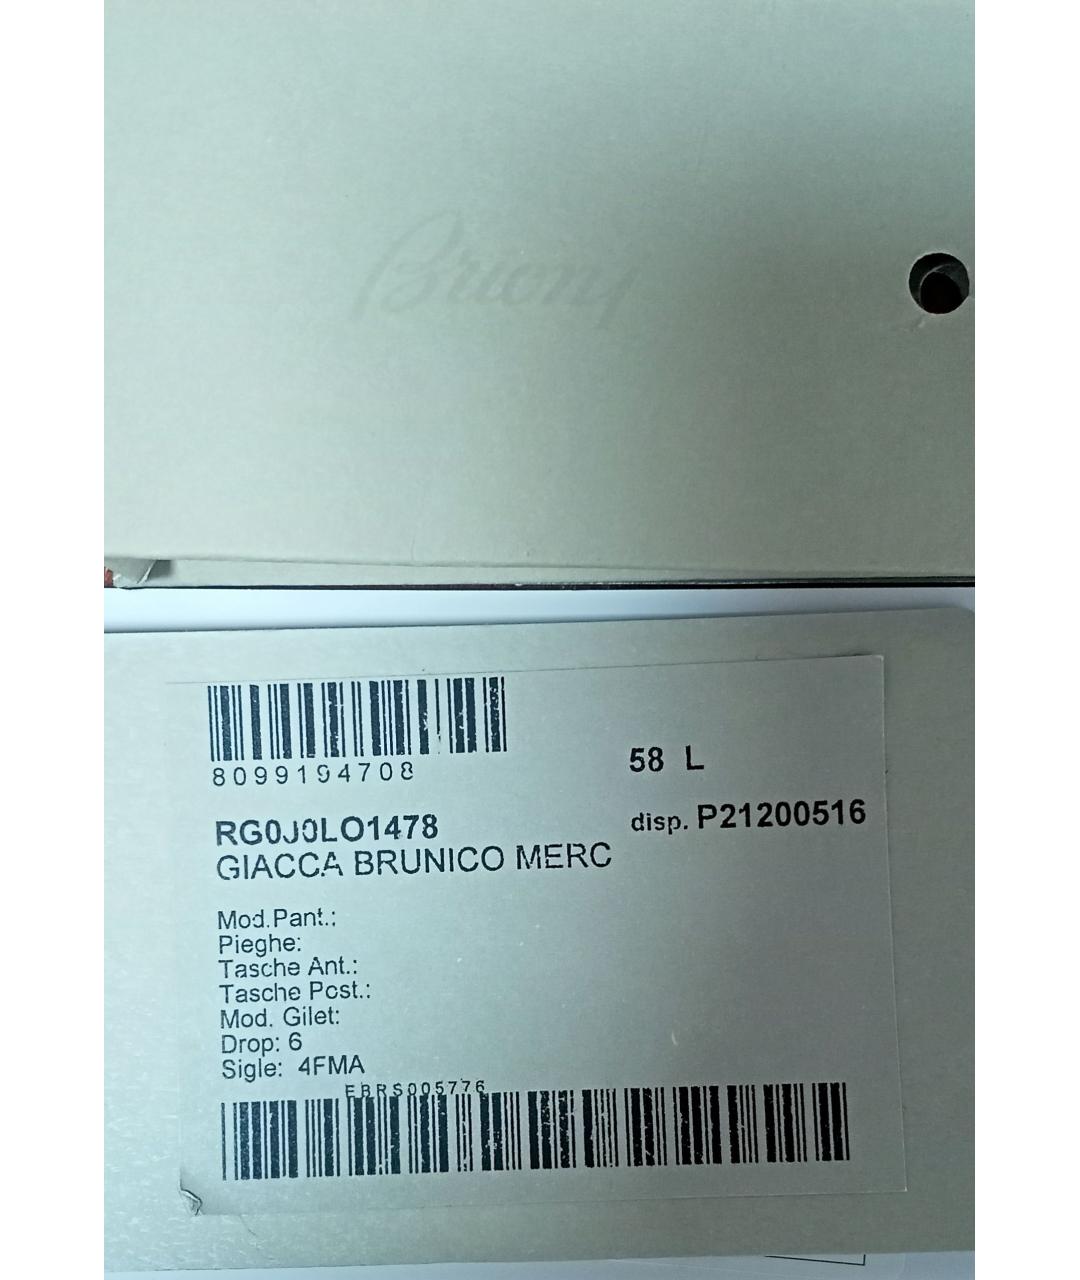 Brioni
8099194708
58 L
RG0J0LO1478
disp. P21200516
GIACCA BRUNICO MERC
Mod.Pant.:
Pieghe:
Tasche Ant.:
Tasche Post.:
Mod. Gilet:
Drop: 6
Sigle: 4FMA
EBRS005776